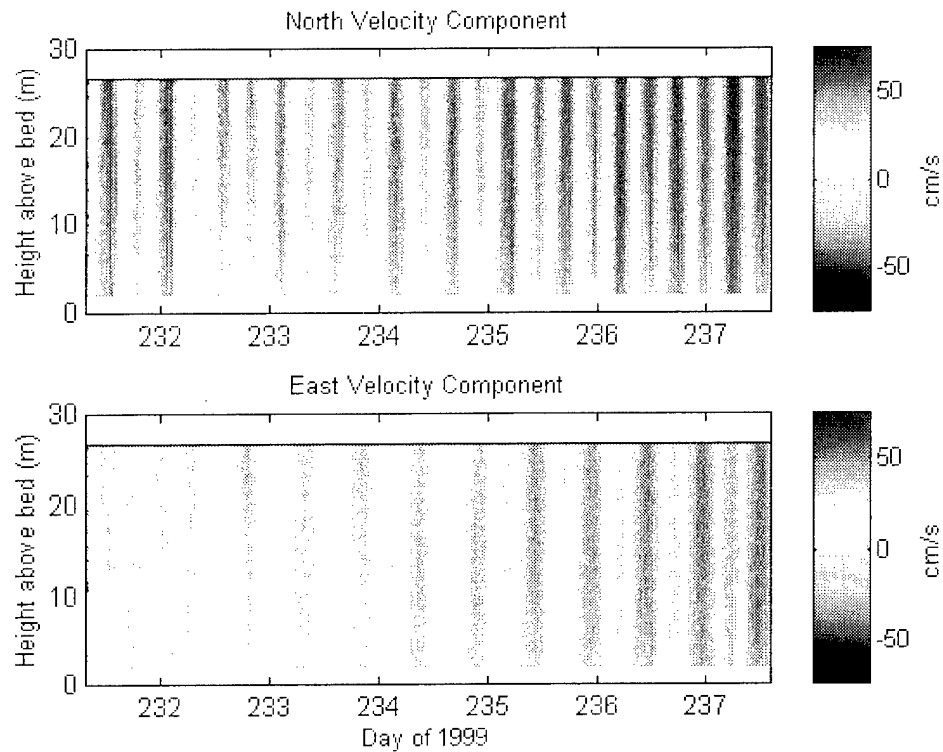 North Velocity Component
30
20
10
0
Height above bed (m)
232 233 234 235 236 237
50
0
-50
cm/s
East Velocity Component
30
20
10
0
Height above bed (m)
232 233 234 235 236 237
Day of 1999
50
0
-50
cm/s